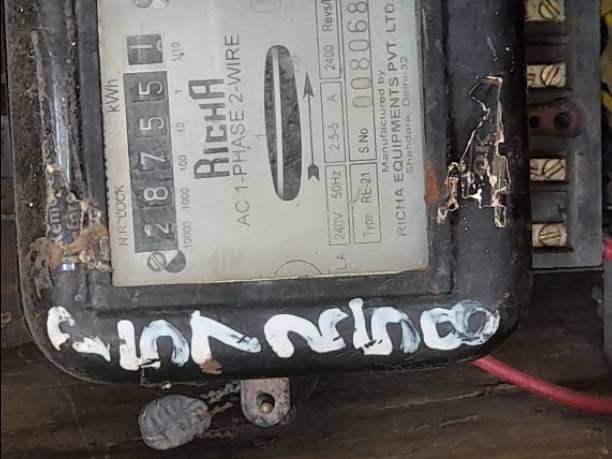 N.R-LOCK kWh
2 8 7 5 5 1
10000 1000 100 10 1 1/10
RICHA
AC 1-PHASE 2-WIRE
240V 50Hz 2.5-5 A 2400
Type: RE-21 S.No. 008068
Manufactured by
RICHA EQUIPMENTS PVT. LTD.
Shahdara, Delhi-32